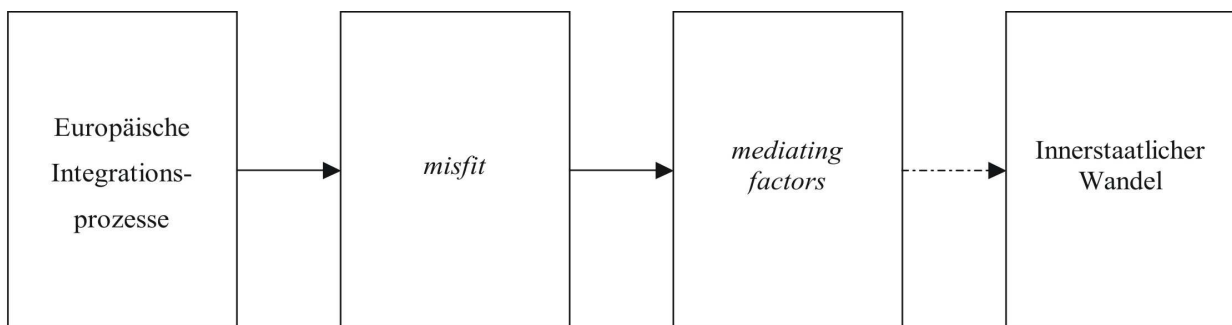 Europäische
Integrations-
prozesse
misfit
mediating
factors
Innerstaatlicher
Wandel